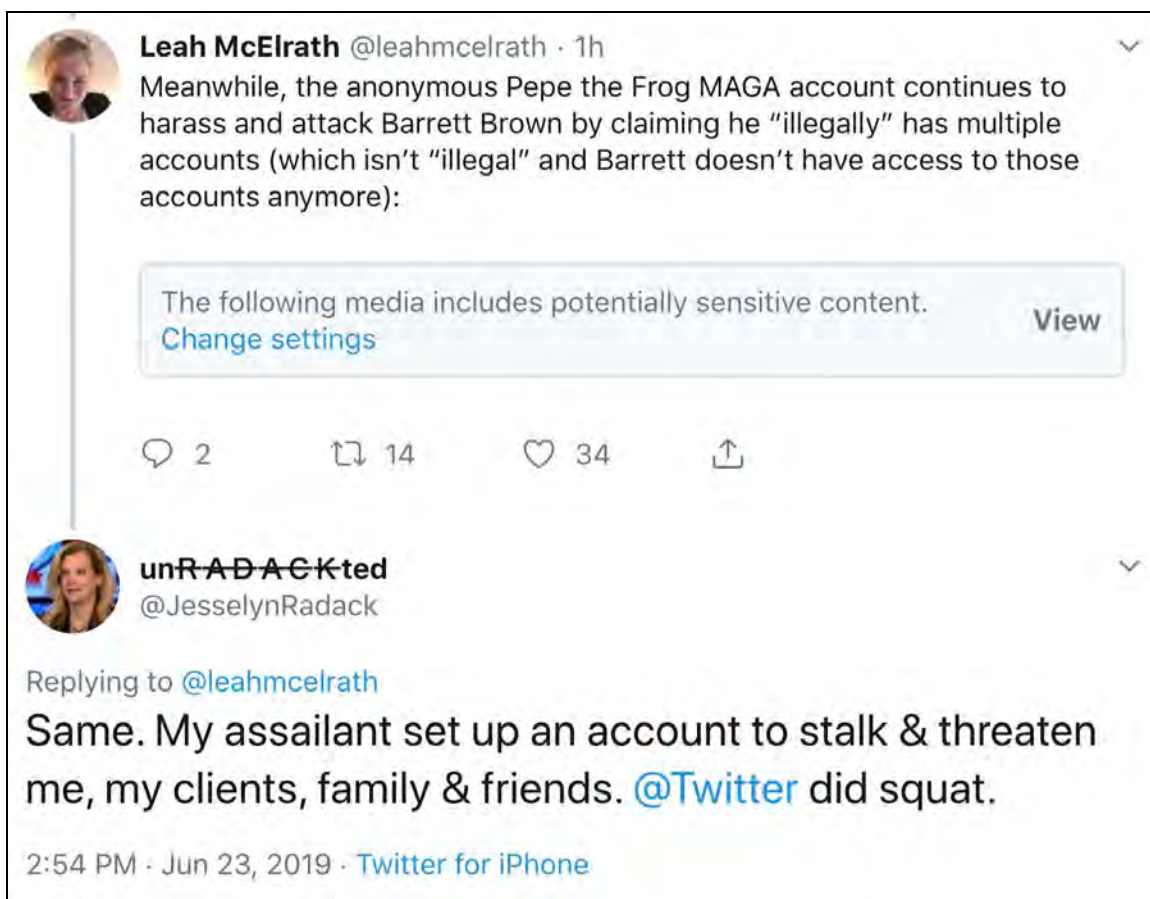 Leah McElrath @leahmcelrath · 1h
Meanwhile, the anonymous Pepe the Frog MAGA account continues to
harass and attack Barrett Brown by claiming he “illegally” has multiple
accounts (which isn’t “illegal” and Barrett doesn’t have access to those
accounts anymore):
The following media includes potentially sensitive content.
Change settings
View
2 14 34
unRADACKted
@JesselynRadack
Replying to @leahmcelrath
Same. My assailant set up an account to stalk & threaten
me, my clients, family & friends. @Twitter did squat.
2:54 PM · Jun 23, 2019 · Twitter for iPhone